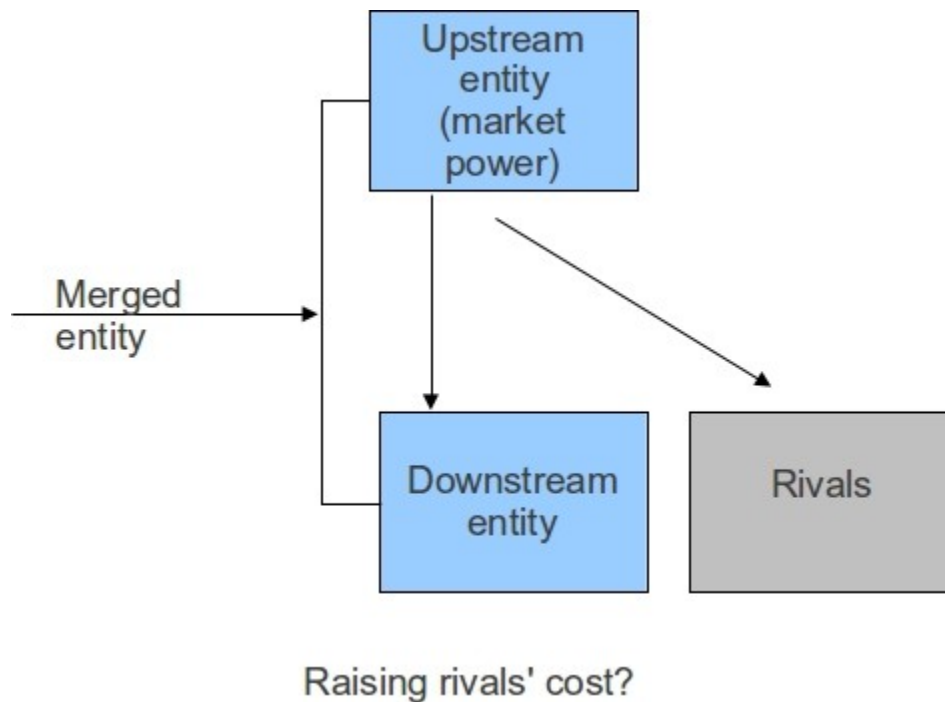 Upstream
entity
(market
power)
Merged
entity
Downstream
entity
Rivals
Raising rivals' cost?